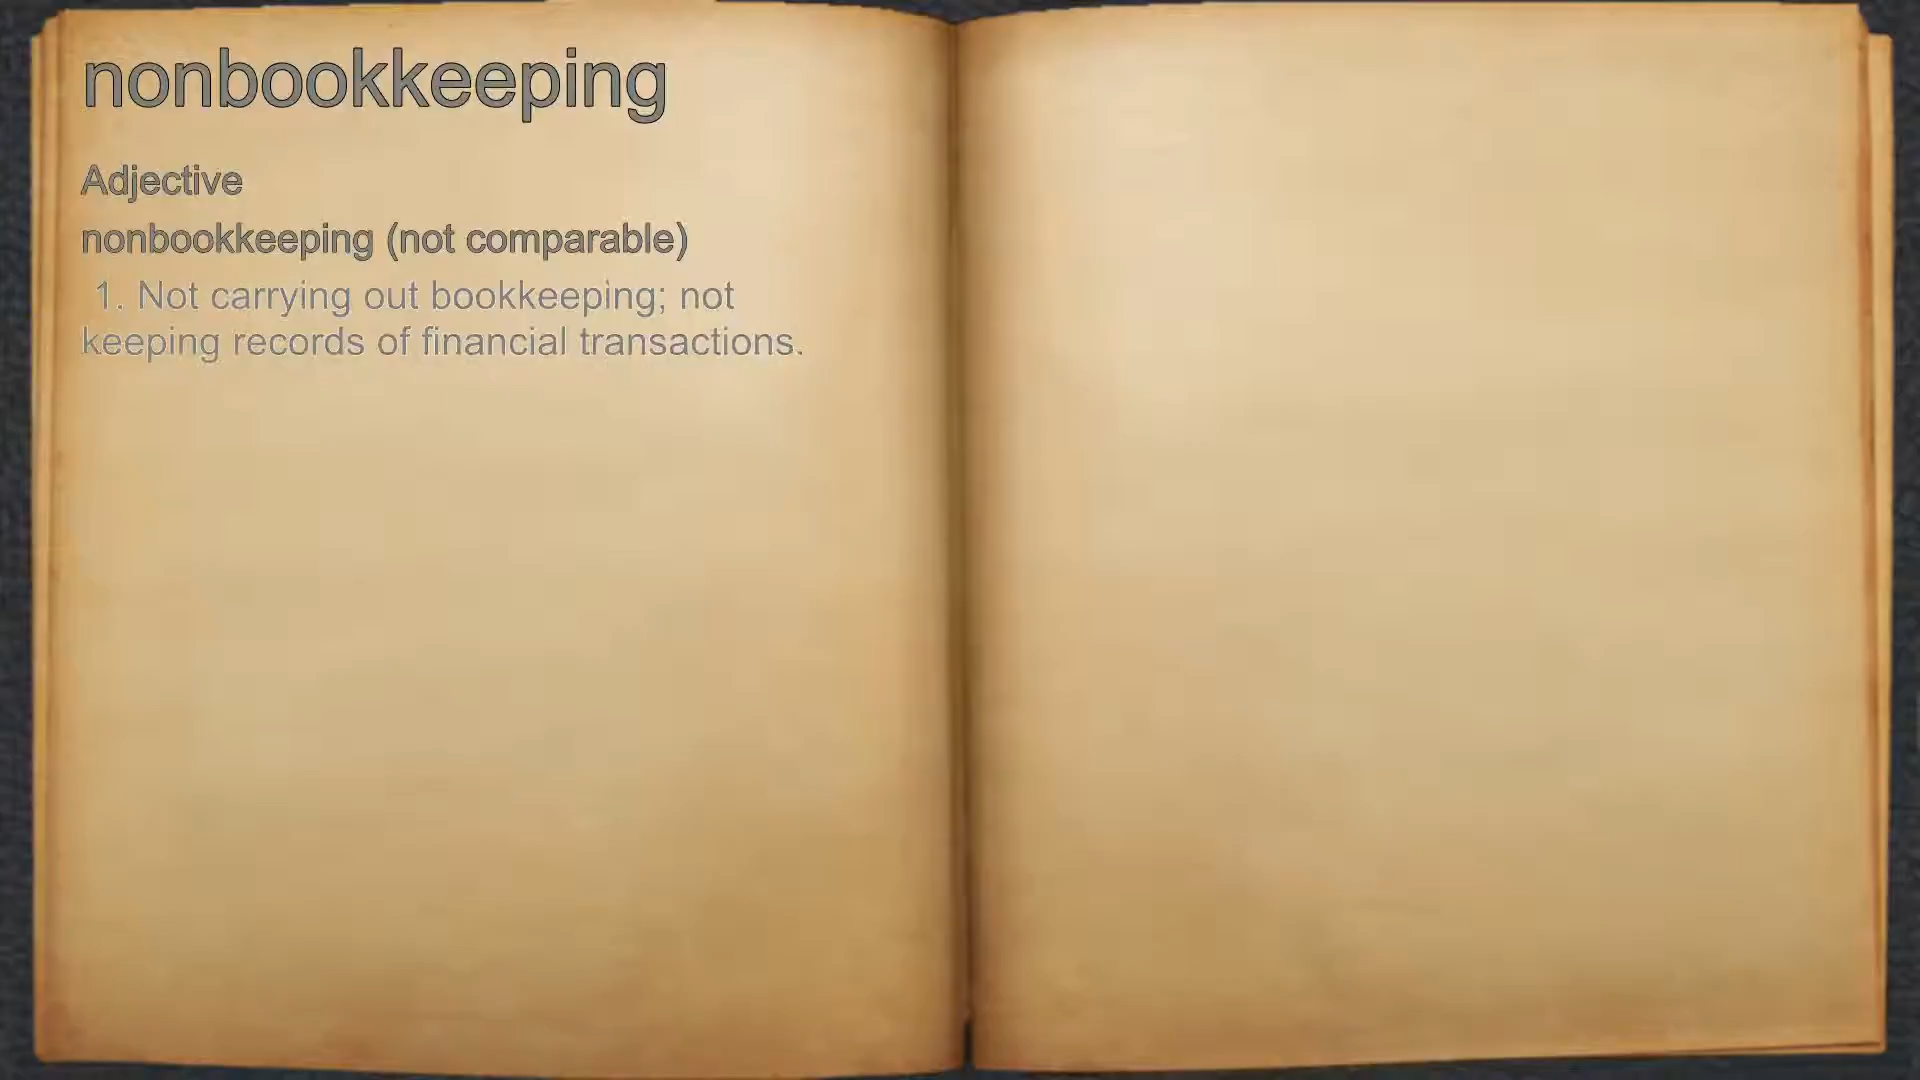 nonbookkeeping
Adjective
nonbookkeeping (not comparable)
1. Not carrying out bookkeeping; not
keeping records of financial transactions.